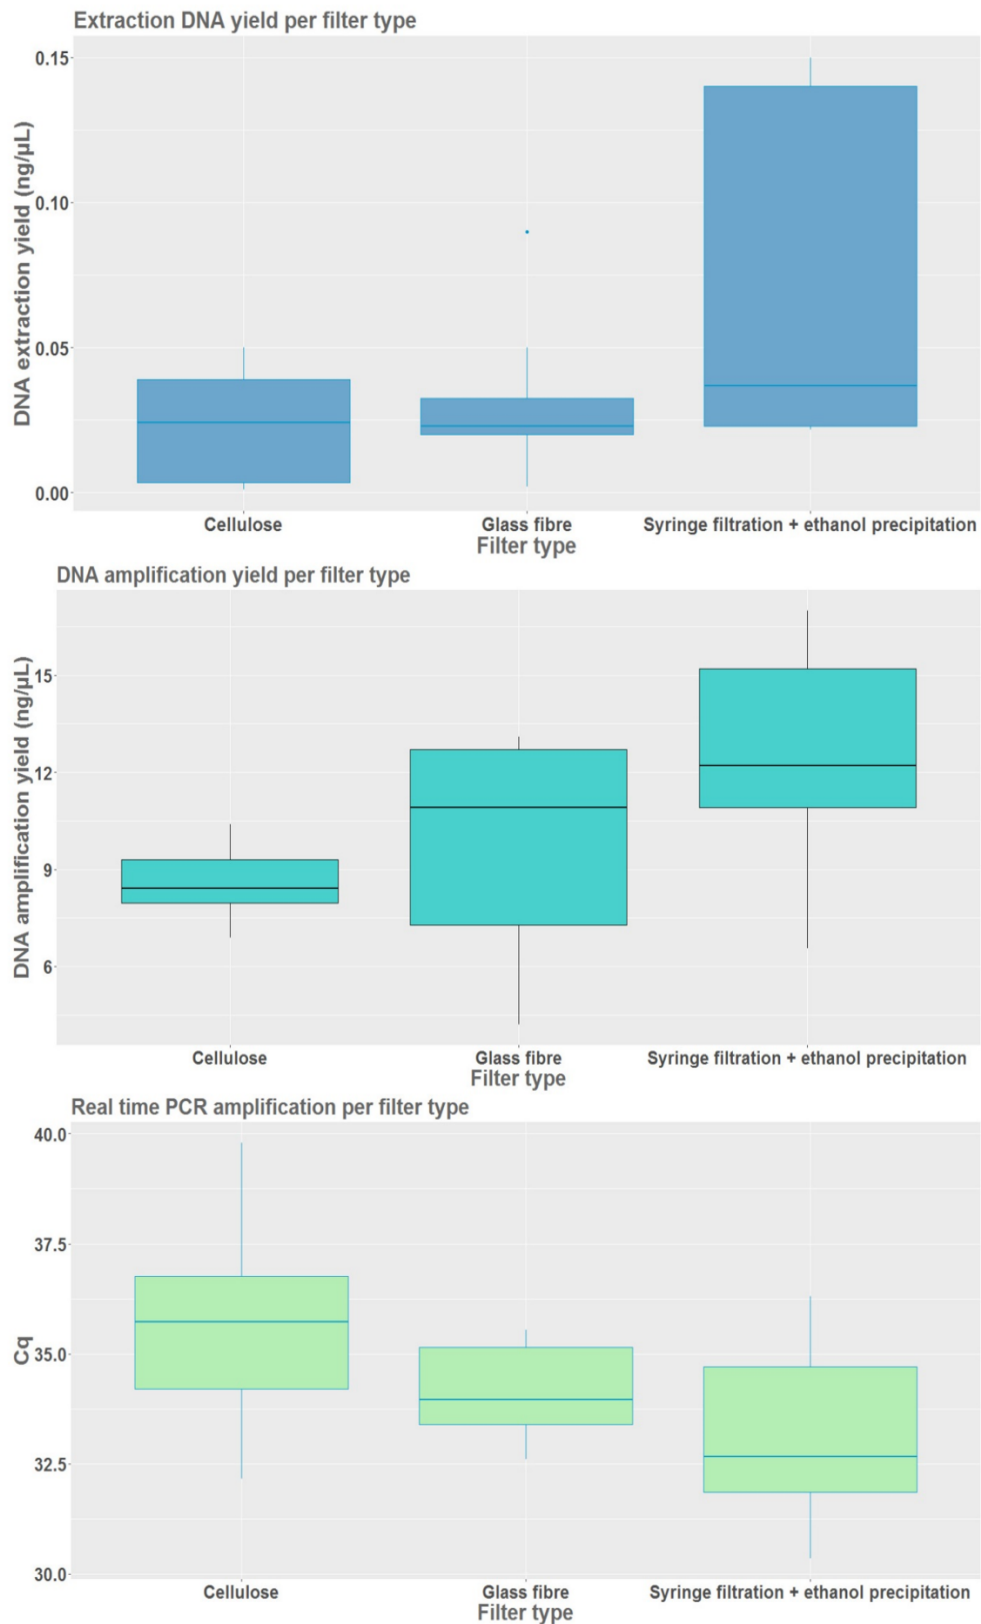 Extraction DNA yield per filter type
DNA extraction yield (ng/µL)
0.15
0.10
0.05
0.00
Cellulose
Glass fibre
Syringe filtration + ethanol precipitation
Filter type
DNA amplification yield per filter type
DNA amplification yield (ng/µL)
15
12
9
6
Cellulose
Glass fibre
Syringe filtration + ethanol precipitation
Filter type
Real time PCR amplification per filter type
Cq
40.0
37.5
35.0
32.5
30.0
Cellulose
Glass fibre
Syringe filtration + ethanol precipitation
Filter type